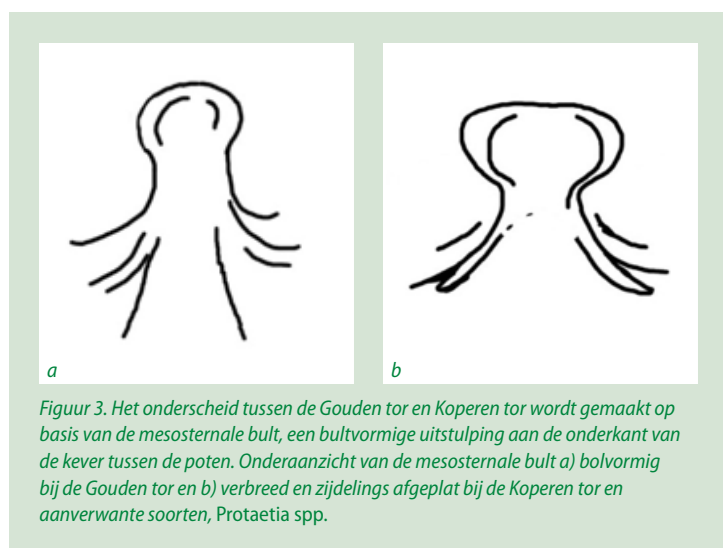 a
b
Figuur 3. Het onderscheid tussen de Gouden tor en Koperen tor wordt gemaakt op
basis van de mesosternale bult, een bultvormige uitstulping aan de onderkant van
de kever tussen de poten. Onderaanzicht van de mesosternale bult a) bolvormig
bij de Gouden tor en b) verbreed en zijdelings afgeplat bij de Koperen tor en
aanverwante soorten, Protaetia spp.